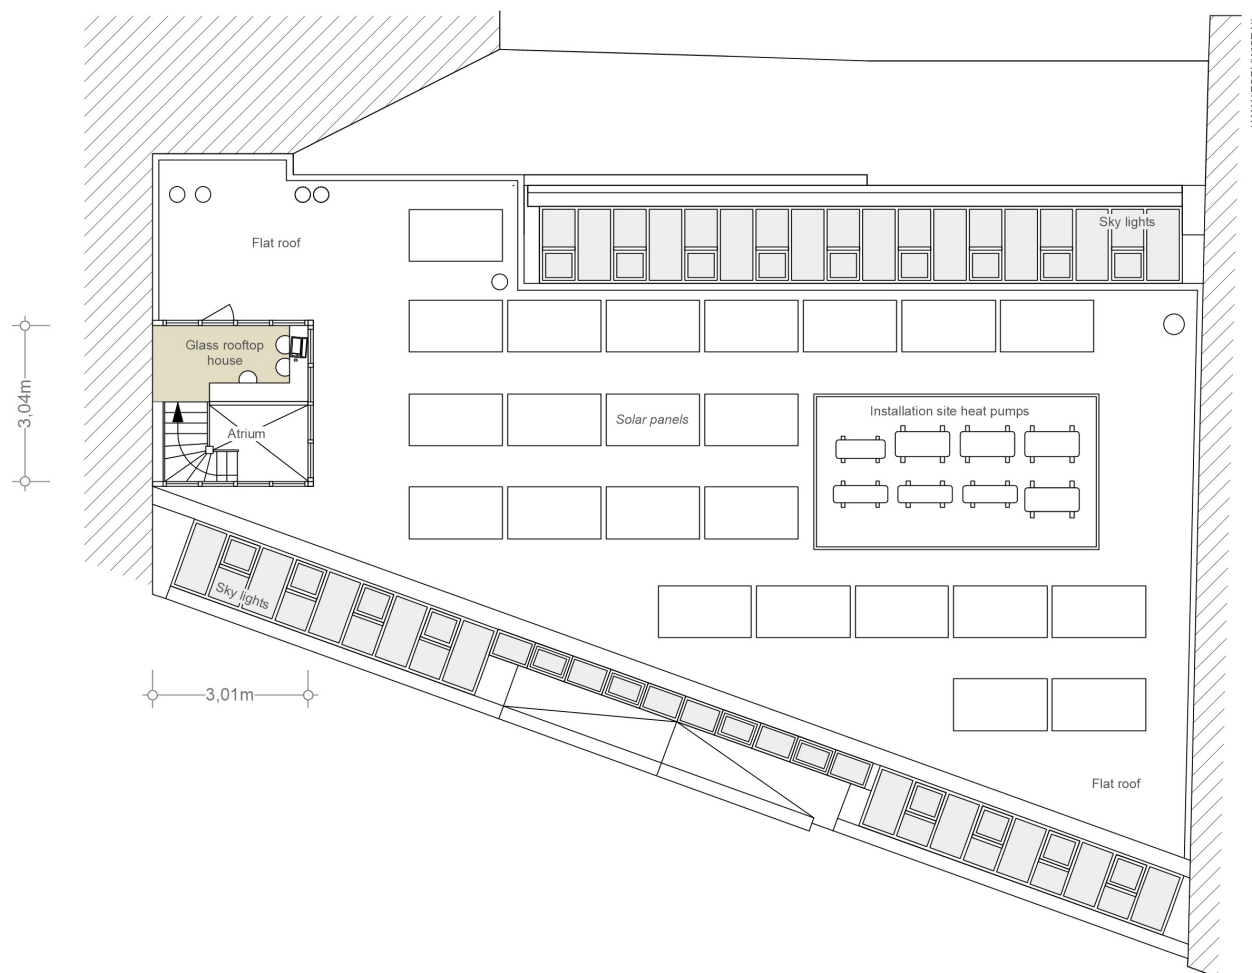 Sky lights
Flat roof
Glass rooftop
house
3,04m
Solar panels
Installation site heat pumps
Atrium
Sky lights
3,01m
Flat roof